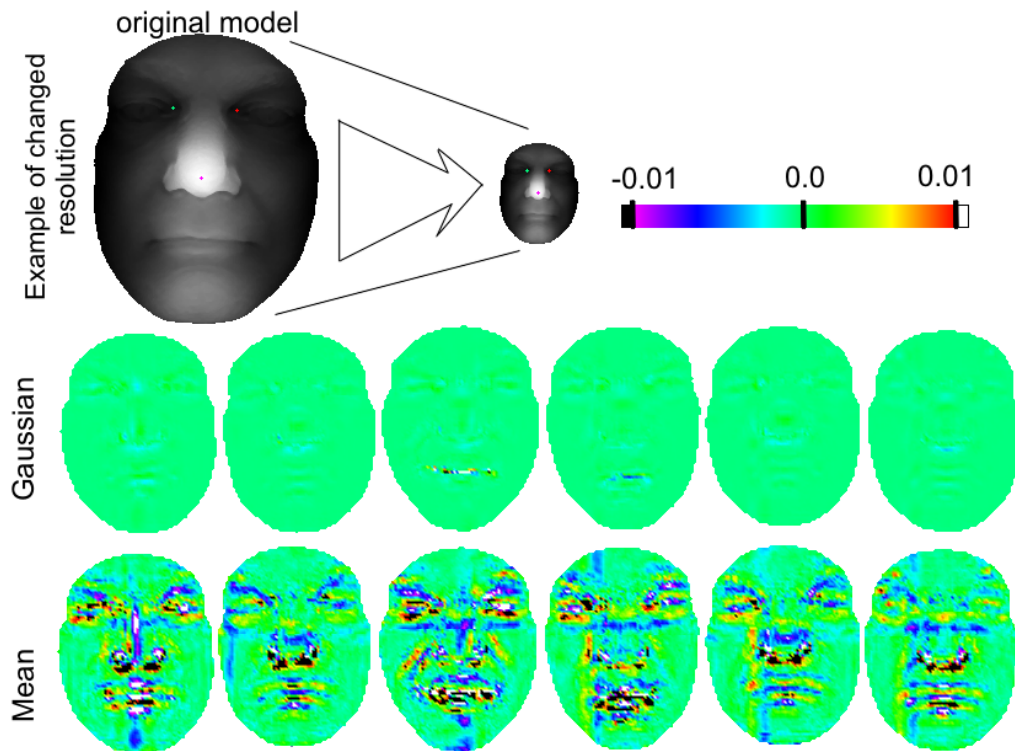 original model
Example of changed
resolution
-0.01 0.0 0.01
Gaussian
Mean